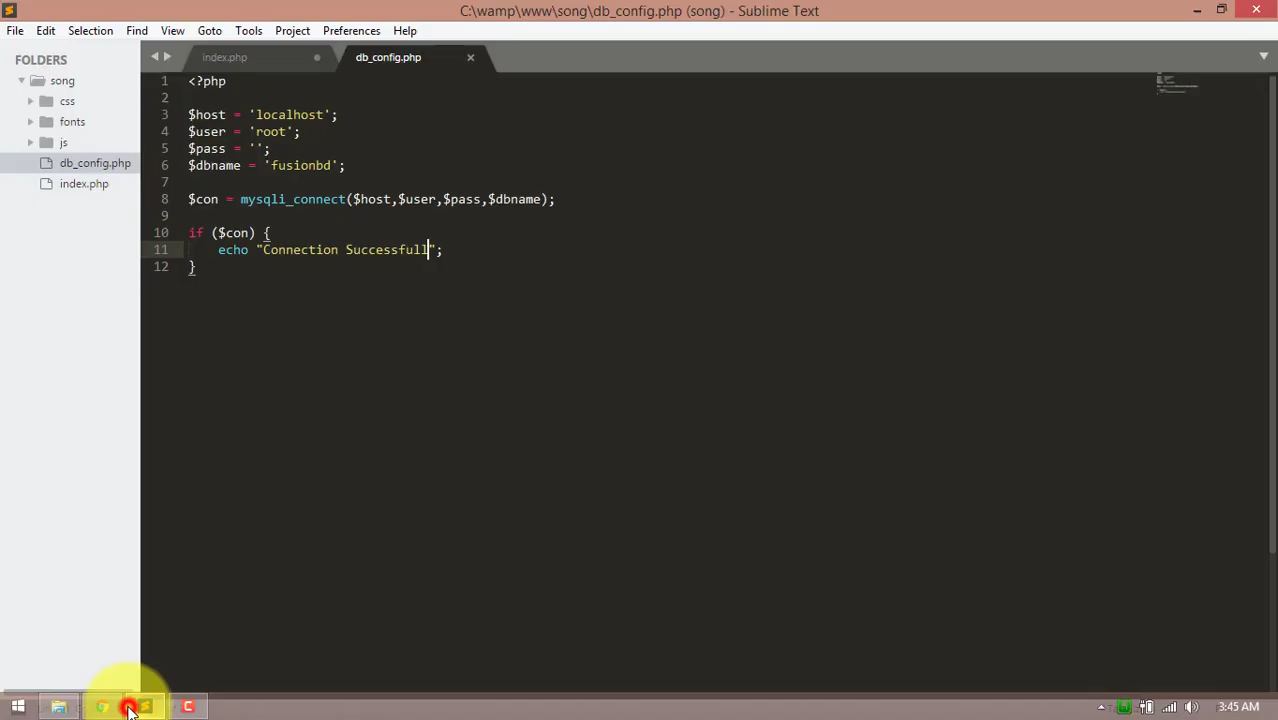 C:\wamp\www\song\db_config.php (song) - Sublime Text
File Edit Selection Find View Goto Tools Project Preferences Help
FOLDERS
song
css
fonts
js
db_config.php
index.php
index.php db_config.php
1 <?php
2
3 $host = 'localhost';
4 $user = 'root';
5 $pass = '';
6 $dbname = 'fusionbd';
7
8 $con = mysqli_connect($host,$user,$pass,$dbname);
9
10 if ($con) {
11 echo "Connection Successfull";
12 }
3:45 AM